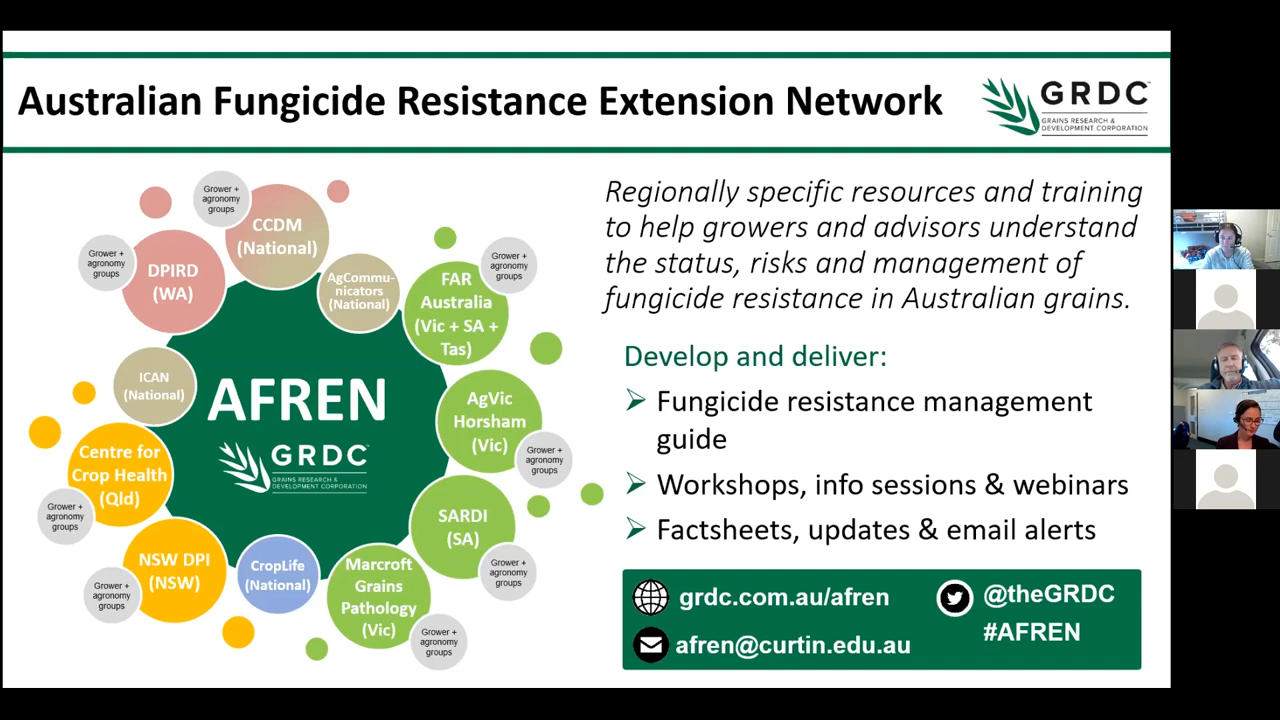 Australian Fungicide Resistance Extension Network
GRDC™
GRAINS RESEARCH &
DEVELOPMENT CORPORATION
Grower +
agronomy
groups
CCDM
(National)
Grower +
agronomy
groups
DPIRD
(WA)
AgCommu-
nicators
(National)
Grower +
agronomy
groups
FAR
Australia
(Vic + SA +
Tas)
ICAN
(National)
AFREN
GRDC™
GRAINS RESEARCH &
DEVELOPMENT CORPORATION
AgVic
Horsham
(Vic)
Grower +
agronomy
groups
Centre for
Crop Health
(Qld)
Grower +
agronomy
groups
SARDI
(SA)
Grower +
agronomy
groups
NSW DPI
(NSW)
Grower +
agronomy
groups
CropLife
(National)
Marcroft
Grains
Pathology
(Vic)
Grower +
agronomy
groups
Regionally specific resources and training
to help growers and advisors understand
the status, risks and management of
fungicide resistance in Australian grains.
Develop and deliver:
Fungicide resistance management
guide
Workshops, info sessions & webinars
Factsheets, updates & email alerts
grdc.com.au/afren
afren@curtin.edu.au
@theGRDC
#AFREN